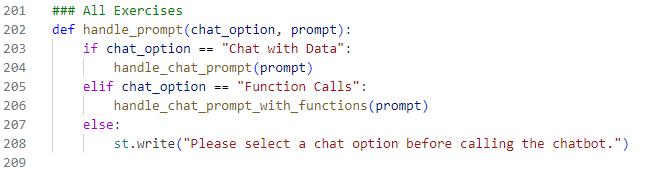 201 ### All Exercises
202 def handle_prompt(chat_option, prompt):
203     if chat_option == "Chat with Data":
204         handle_chat_prompt(prompt)
205     elif chat_option == "Function Calls":
206         handle_chat_prompt_with_functions(prompt)
207     else:
208         st.write("Please select a chat option before calling the chatbot.")
209